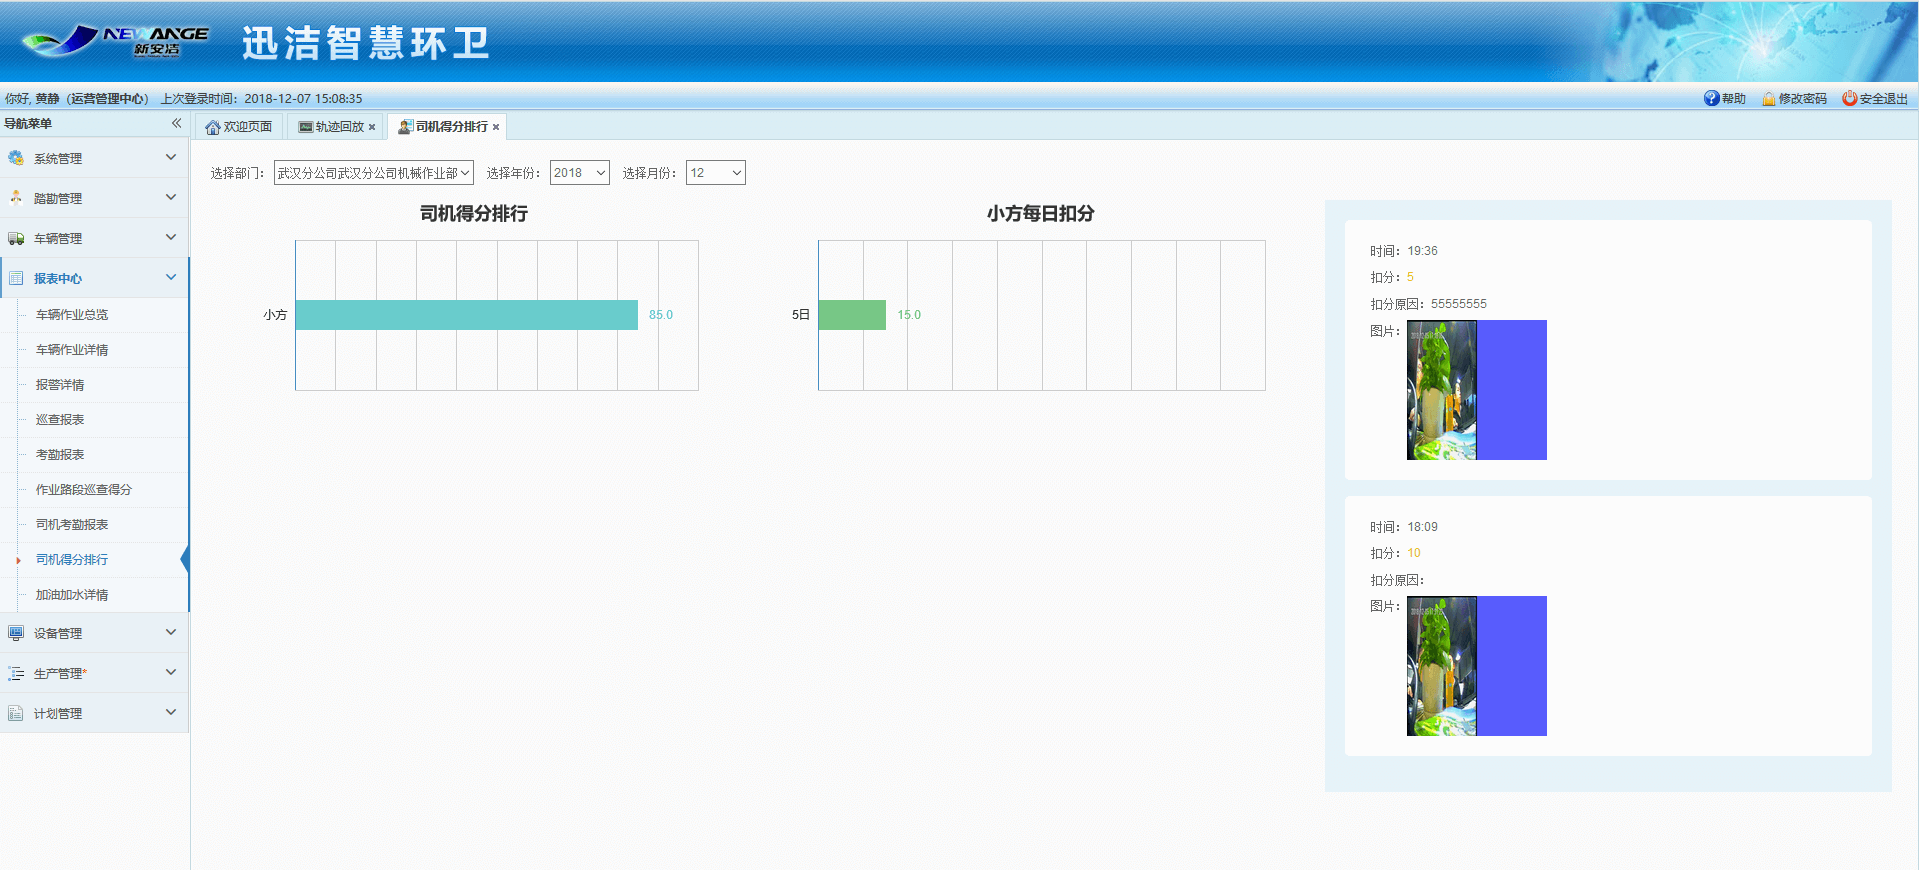 NEWANGE
新安洁
迅洁智慧环卫
你好, 黄静（运营管理中心） 上次登录时间：2018-12-07 15:08:35
帮助 修改密码 安全退出
导航菜单
欢迎页面 轨迹回放 司机得分排行
系统管理
踏勘管理
车辆管理
报表中心
车辆作业总览
车辆作业详情
报警详情
巡查报表
考勤报表
作业路段巡查得分
司机考勤报表
司机得分排行
加油加水详情
设备管理
生产管理*
计划管理
选择部门： 武汉分公司武汉分公司机械作业部 选择年份： 2018 选择月份： 12
司机得分排行
小方 85.0
小方每日扣分
5日 15.0
时间：19:36
扣分：5
扣分原因：55555555
图片：
时间：18:09
扣分：10
扣分原因：
图片：